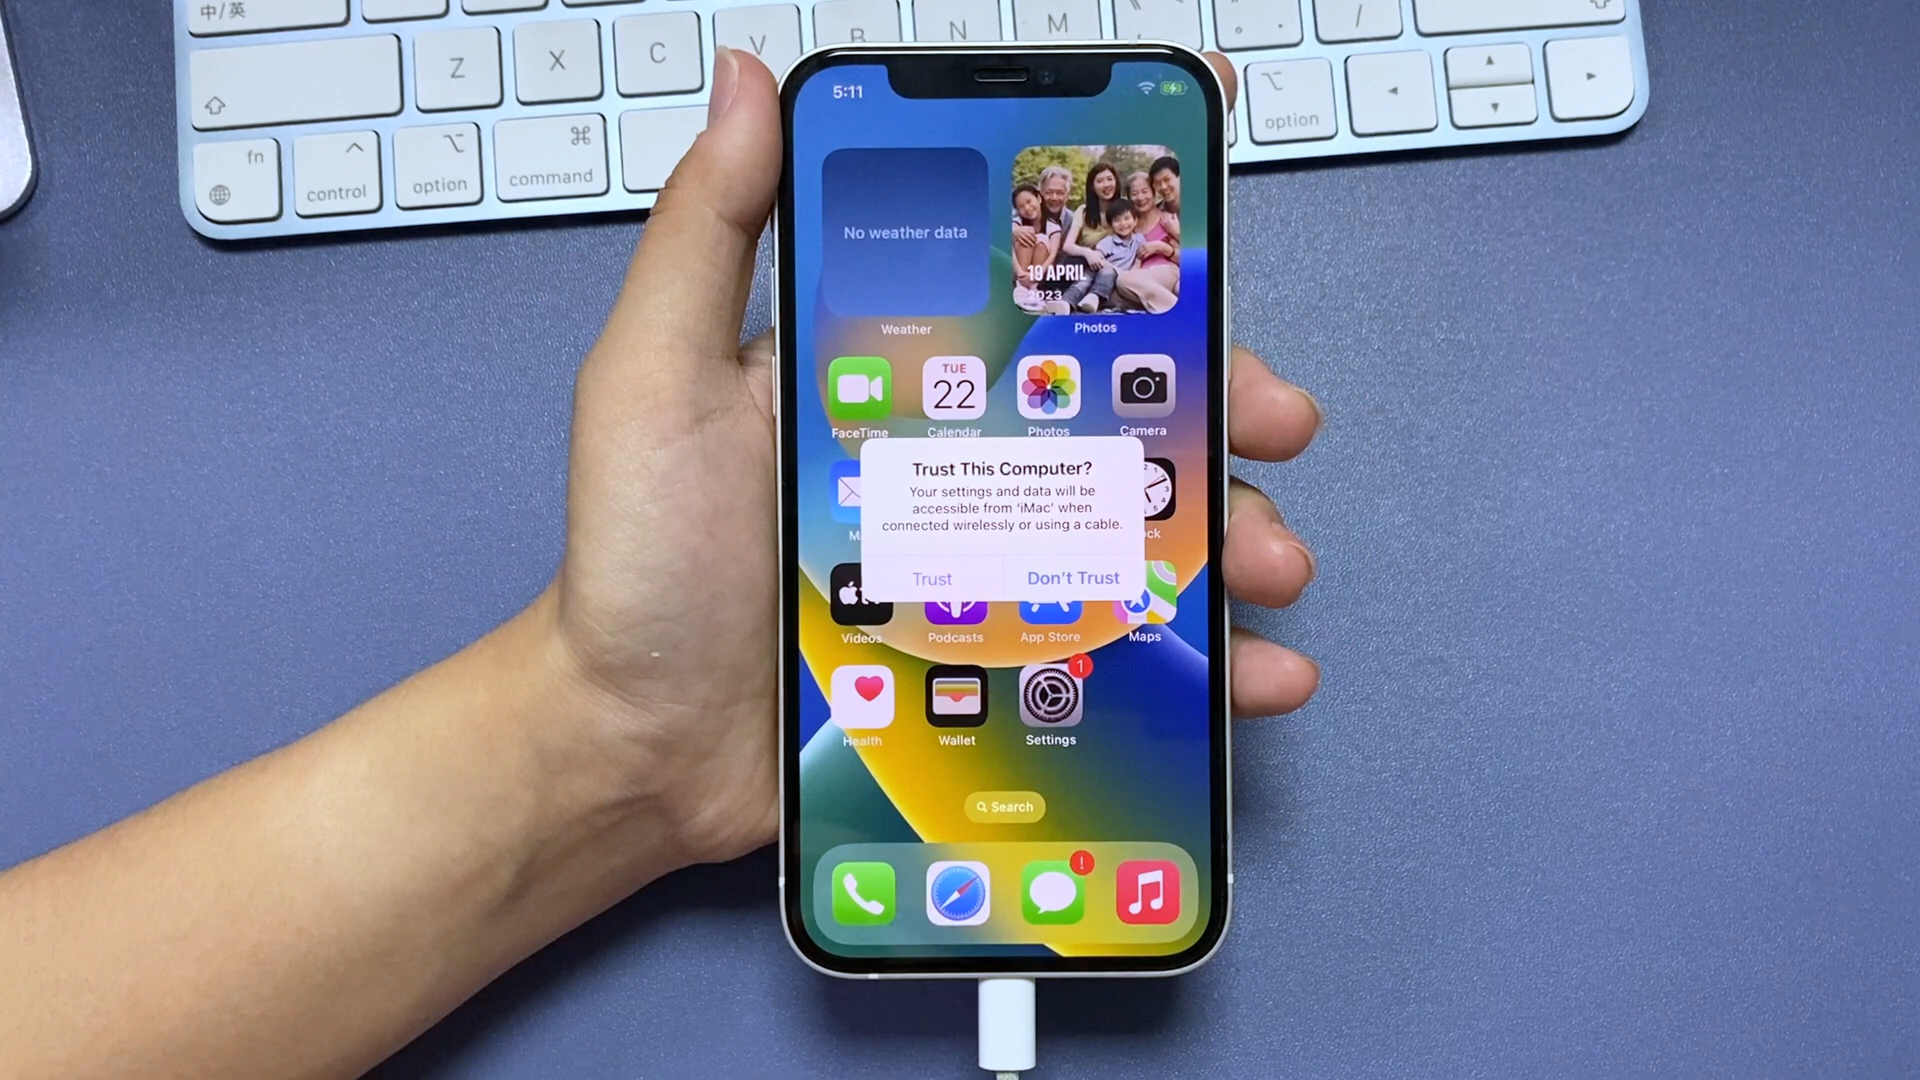 中/英
Z
X
C
V
B
N
M
fn
control
option
command
option
5:11
No weather data
19 APRIL
2023
Weather
Photos
TUE
22
FaceTime
Calendar
Photos
Camera
Trust This Computer?
Your settings and data will be
accessible from ‘iMac’ when
connected wirelessly or using a cable.
Trust
Don’t Trust
Videos
Podcasts
App Store
Maps
1
Health
Wallet
Settings
Search
!